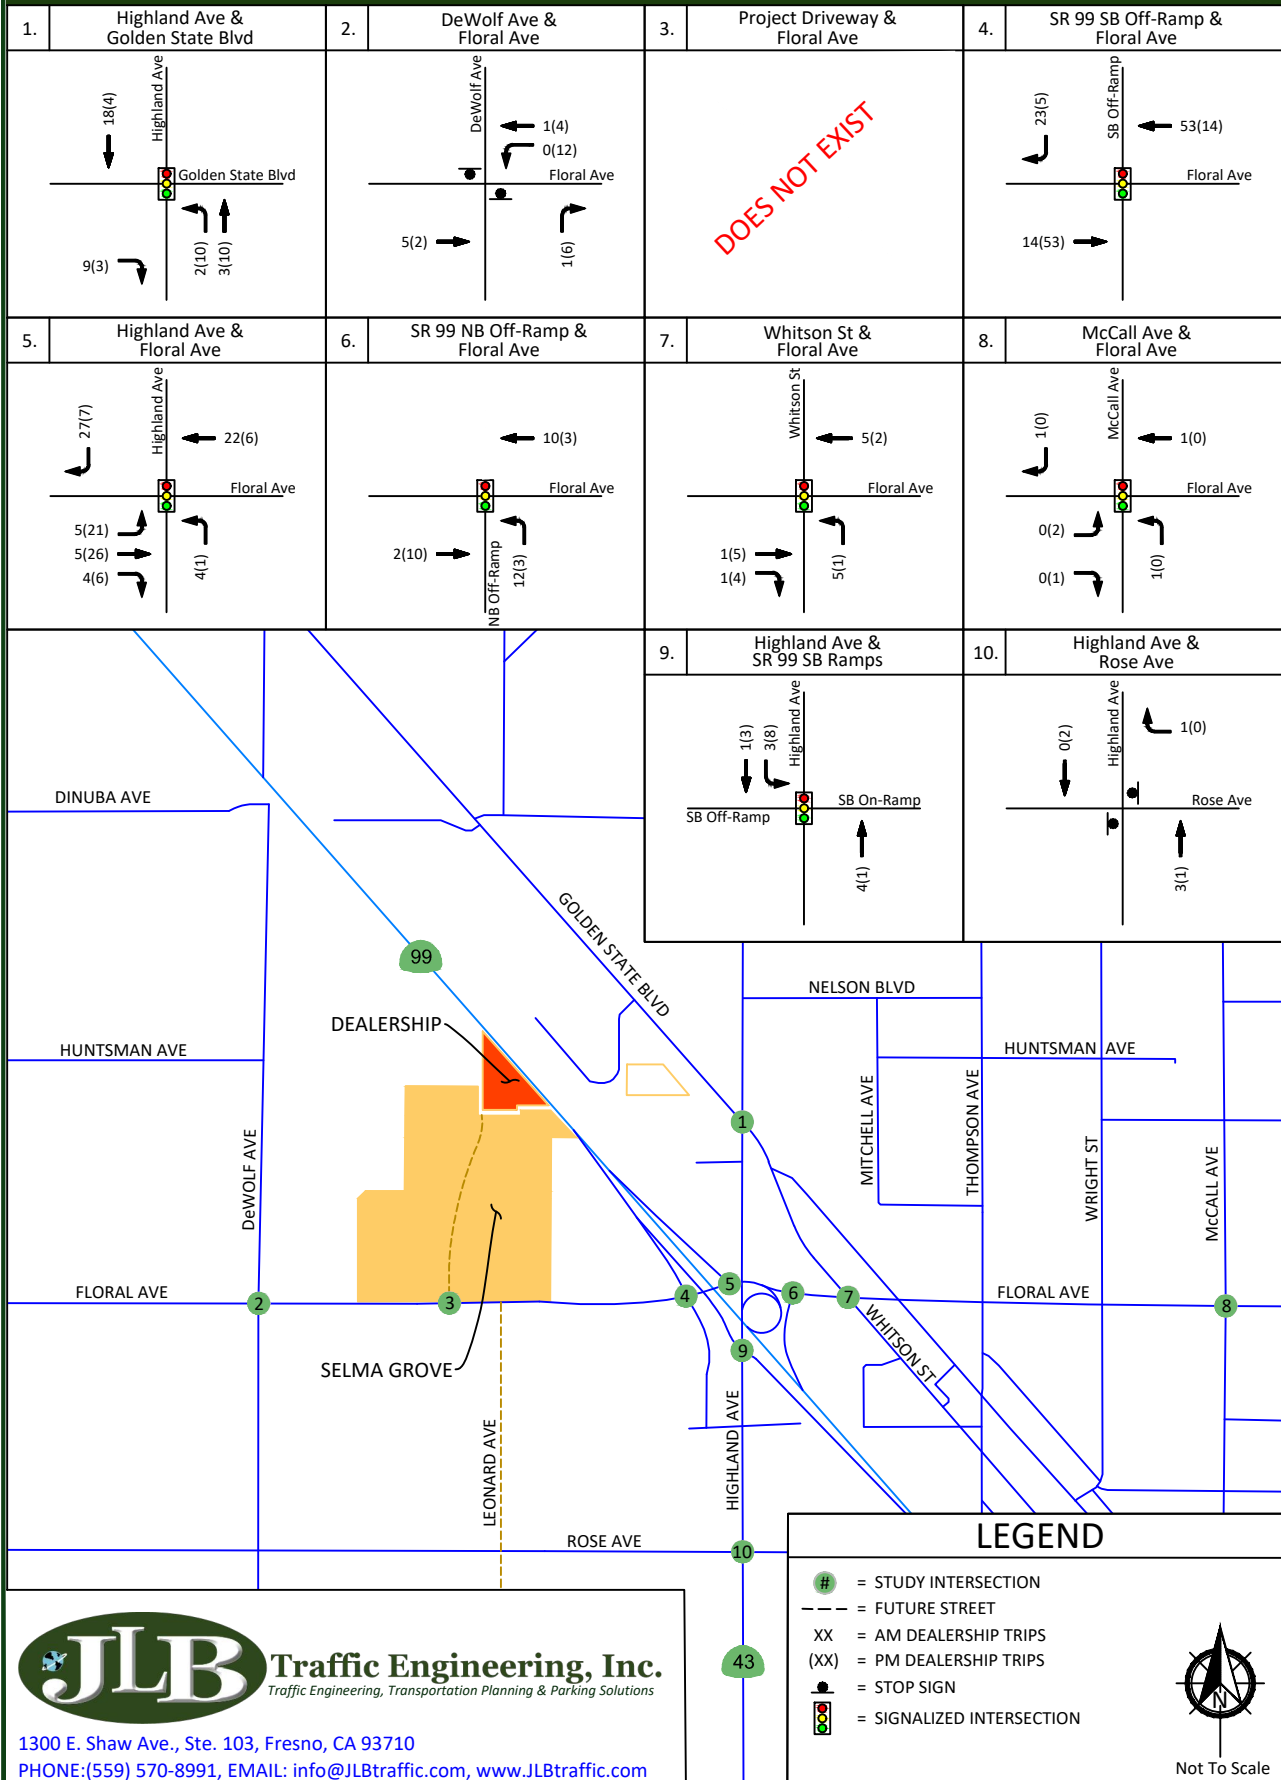 1.
Highland Ave &
Golden State Blvd
2.
DeWolf Ave &
Floral Ave
3.
Project Driveway &
Floral Ave
4.
SR 99 SB Off-Ramp &
Floral Ave
18(4)
Highland Ave
Golden State Blvd
9(3)
2(10)
3(10)
DeWolf Ave
1(4)
0(12)
Floral Ave
5(2)
1(6)
DOES NOT EXIST
23(5)
SB Off-Ramp
53(14)
Floral Ave
14(53)
5.
Highland Ave &
Floral Ave
6.
SR 99 NB Off-Ramp &
Floral Ave
7.
Whitson St &
Floral Ave
8.
McCall Ave &
Floral Ave
27(7)
Highland Ave
22(6)
Floral Ave
5(21)
5(26)
4(6)
4(1)
10(3)
Floral Ave
2(10)
NB Off-Ramp
12(3)
Whitson St
5(2)
Floral Ave
1(5)
1(4)
5(1)
1(0)
McCall Ave
1(0)
Floral Ave
0(2)
0(1)
1(0)
9.
Highland Ave &
SR 99 SB Ramps
10.
Highland Ave &
Rose Ave
1(3)
3(8)
Highland Ave
SB On-Ramp
SB Off-Ramp
4(1)
0(2)
Highland Ave
1(0)
Rose Ave
3(1)
DINUBA AVE
GOLDEN STATE BLVD
99
NELSON BLVD
DEALERSHIP
HUNTSMAN AVE
HUNTSMAN AVE
MITCHELL AVE
THOMPSON AVE
WRIGHT ST
McCALL AVE
DeWOLF AVE
1
FLORAL AVE
2
3
4
5
6
7
FLORAL AVE
8
9
WHITSON ST
SELMA GROVE
LEONARD AVE
HIGHLAND AVE
ROSE AVE
10
43
LEGEND
# = STUDY INTERSECTION
= FUTURE STREET
XX = AM DEALERSHIP TRIPS
(XX) = PM DEALERSHIP TRIPS
= STOP SIGN
= SIGNALIZED INTERSECTION
N
Not To Scale
JLB
Traffic Engineering, Inc.
Traffic Engineering, Transportation Planning & Parking Solutions
1300 E. Shaw Ave., Ste. 103, Fresno, CA 93710
PHONE:(559) 570-8991, EMAIL: info@JLBtraffic.com, www.JLBtraffic.com